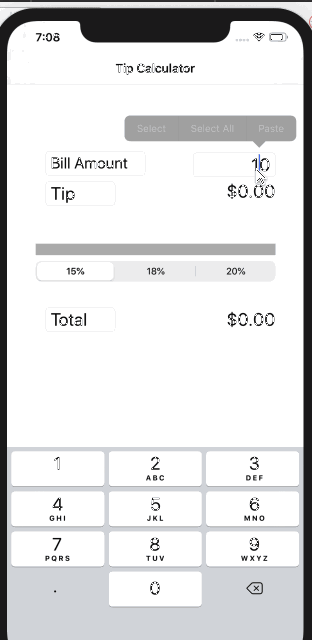 7:08
Tip Calculator
Select Select All Paste
Bill Amount 10
Tip $0.00
15% 18% 20%
Total $0.00
1 2 3
ABC DEF
4 5 6
GHI JKL MNO
7 8 9
PQRS TUV WXYZ
. 0